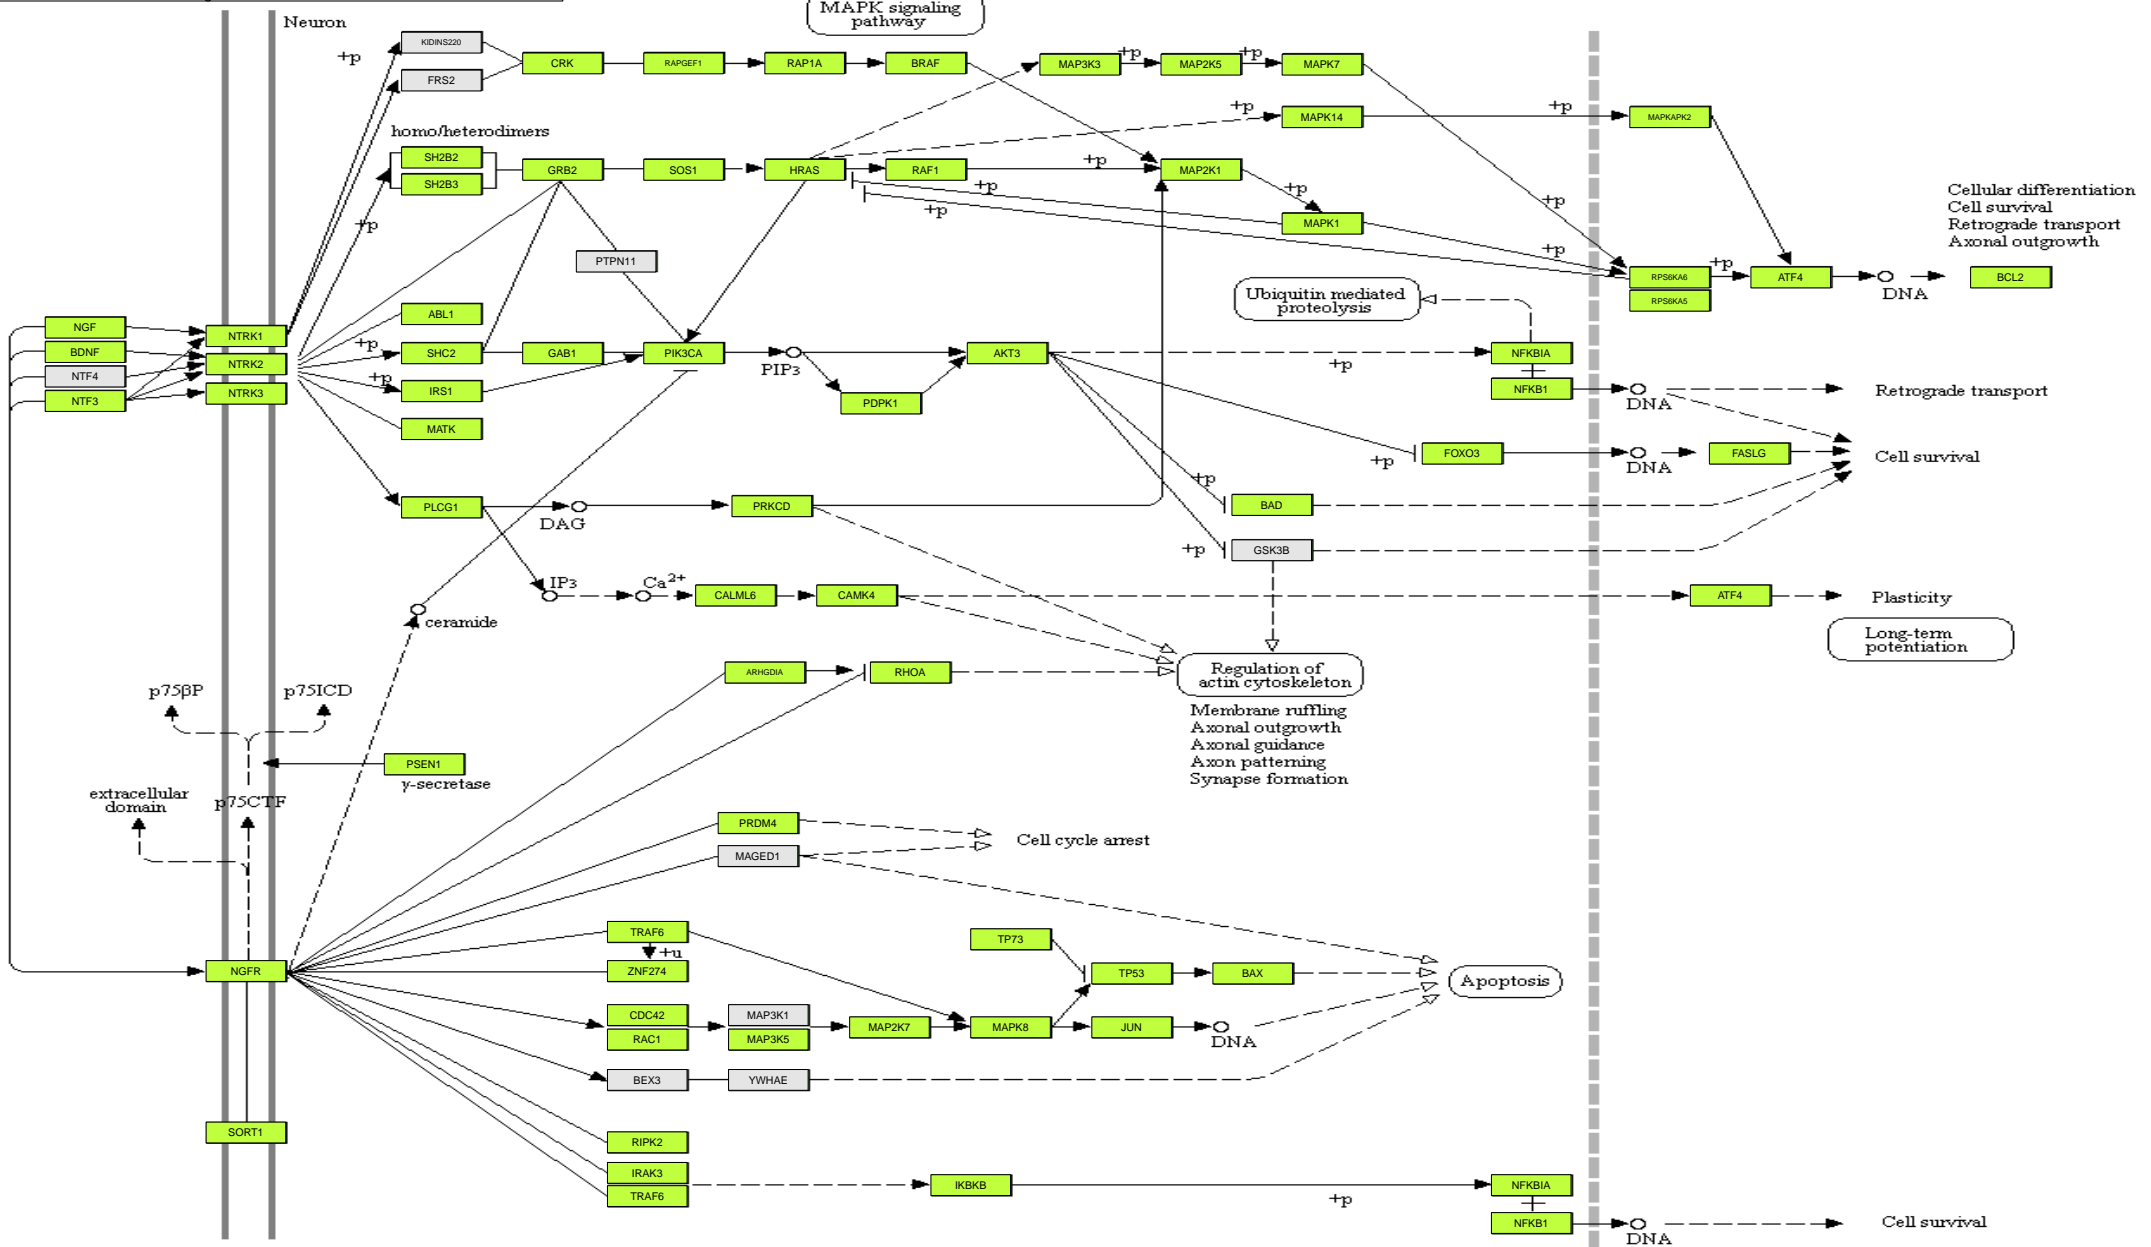 MAPK signaling
pathway
Neuron
+p
KIDINS220
FRS2
CRK
RAPGEF1
RAP1A
BRAF
MAP3K3
+p
MAP2K5
+p
MAPK7
homo/heterodimers
+p
MAPK14
+p
MAPKAPK2
SH2B2
SH2B3
GRB2
SOS1
HRAS
RAF1
+p
MAP2K1
+p
+p
+p
+p
MAPK1
+p
+p
Cellular differentiation
Cell survival
Retrograde transport
Axonal outgrowth
PTPN11
+p
RPS6KA6
RPS6KA5
+p
ATF4
DNA
BCL2
Ubiquitin mediated
proteolysis
NGF
BDNF
NTF4
NTF3
NTRK1
NTRK2
NTRK3
ABL1
+p
SHC2
GAB1
PIK3CA
PIP3
AKT3
+p
NFKBIA
+p
IRS1
PDPK1
NFKB1
DNA
Retrograde transport
MATK
+p
FOXO3
DNA
FASLG
Cell survival
PLCG1
DAG
PRKCD
+p
BAD
+p
GSK3B
IP3
Ca2+
CALML6
CAMK4
ATF4
Plasticity
ceramide
Long-term
potentiation
ARHGDIA
RHOA
Regulation of
actin cytoskeleton
p75βP
p75ICD
Membrane ruffling
Axonal outgrowth
Axonal guidance
Axon patterning
Synapse formation
PSEN1
γ-secretase
extracellular
domain
p75CTF
PRDM4
MAGED1
Cell cycle arrest
TRAF6
+u
TP73
NGFR
ZNF274
TP53
BAX
Apoptosis
CDC42
RAC1
MAP3K1
MAP3K5
MAP2K7
MAPK8
JUN
DNA
BEX3
YWHAE
SORT1
RIPK2
IRAK3
TRAF6
IKBKB
+p
NFKBIA
NFKB1
DNA
Cell survival